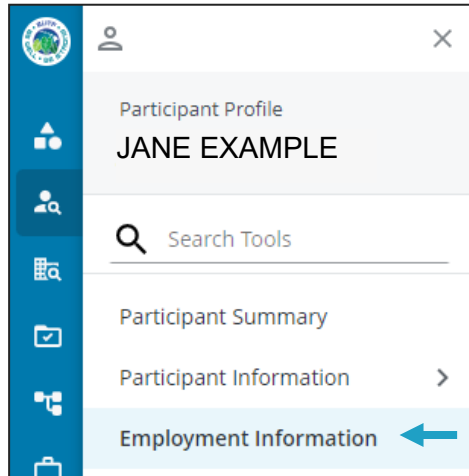 Participant Profile
JANE EXAMPLE
Search Tools
Participant Summary
Participant Information
Employment Information